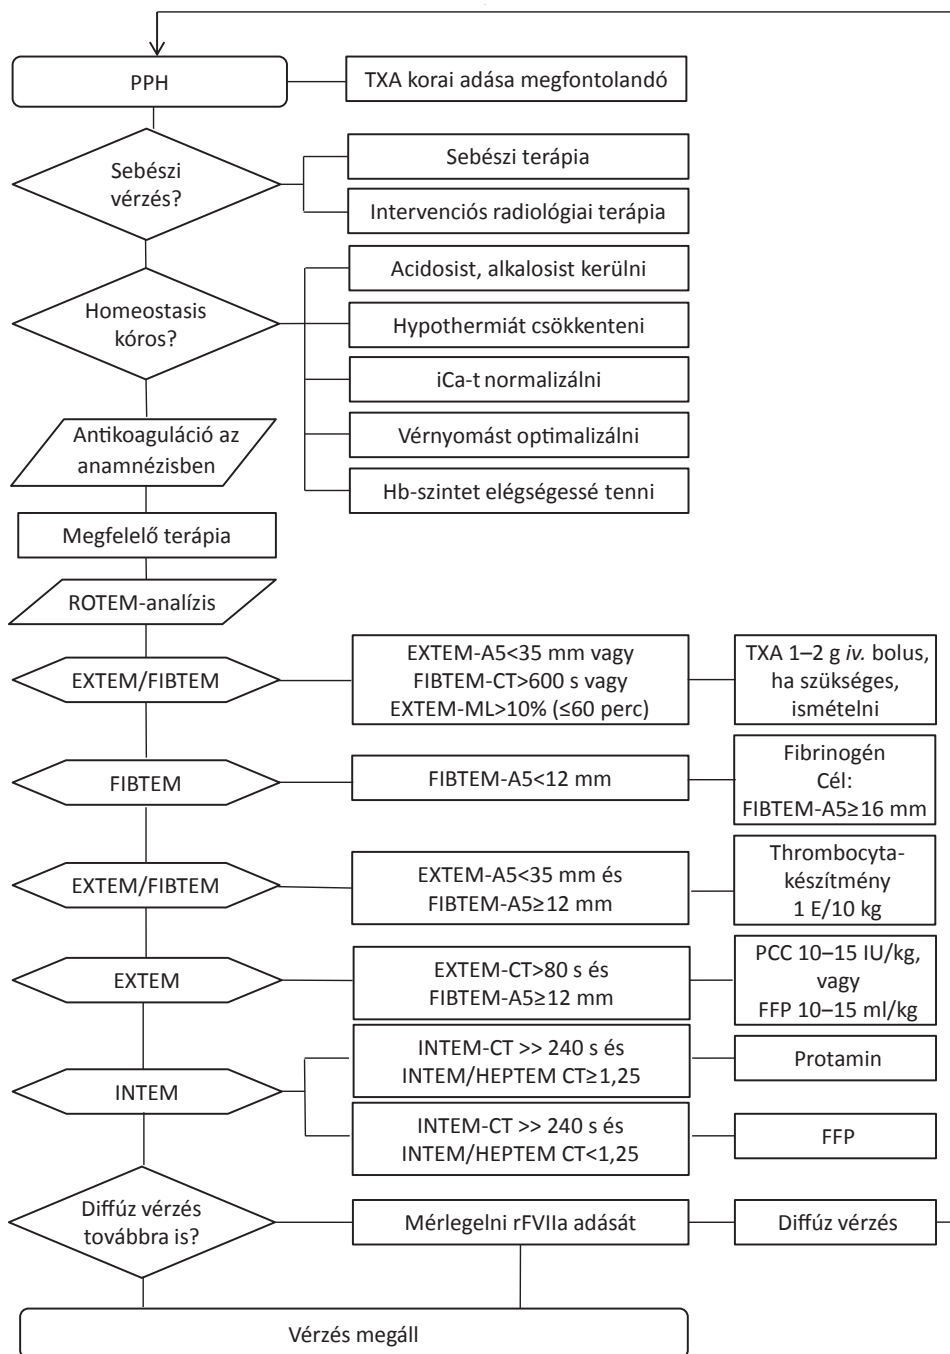 PPH
TXA korai adása megfontolandó
Sebészi
vérzés?
Sebészi terápia
Intervenciós radiológiai terápia
Homeostasis
kóros?
Acidosist, alkalosist kerülni
Hypothermiát csökkenteni
iCa-t normalizálni
Vérnyomást optimalizálni
Hb-szintet elégségessé tenni
Antikoaguláció az
anamnézisben
Megfelelő terápia
ROTEM-analízis
EXTEM/FIBTEM
EXTEM-A5<35 mm vagy
FIBTEM-CT>600 s vagy
EXTEM-ML>10% (≤60 perc)
TXA 1–2 g iv. bolus,
ha szükséges,
ismételni
FIBTEM
FIBTEM-A5<12 mm
Fibrinogén
Cél:
FIBTEM-A5≥16 mm
EXTEM/FIBTEM
EXTEM-A5<35 mm és
FIBTEM-A5≥12 mm
Thrombocyta-
készítmény
1 E/10 kg
EXTEM
EXTEM-CT>80 s és
FIBTEM-A5≥12 mm
PCC 10–15 IU/kg,
vagy
FFP 10–15 ml/kg
INTEM
INTEM-CT >> 240 s és
INTEM/HEPTEM CT≥1,25
Protamin
INTEM-CT >> 240 s és
INTEM/HEPTEM CT<1,25
FFP
Diffúz vérzés
továbbra is?
Mérlegelni rFVIIa adását
Diffúz vérzés
Vérzés megáll